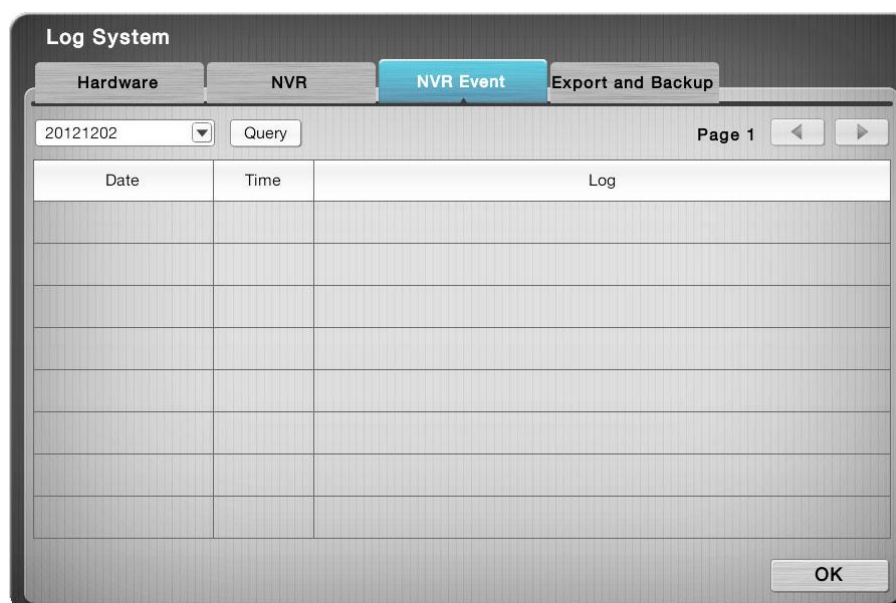 Log System
Hardware NVR NVR Event Export and Backup
20121202 Query Page 1
Date Time Log
OK